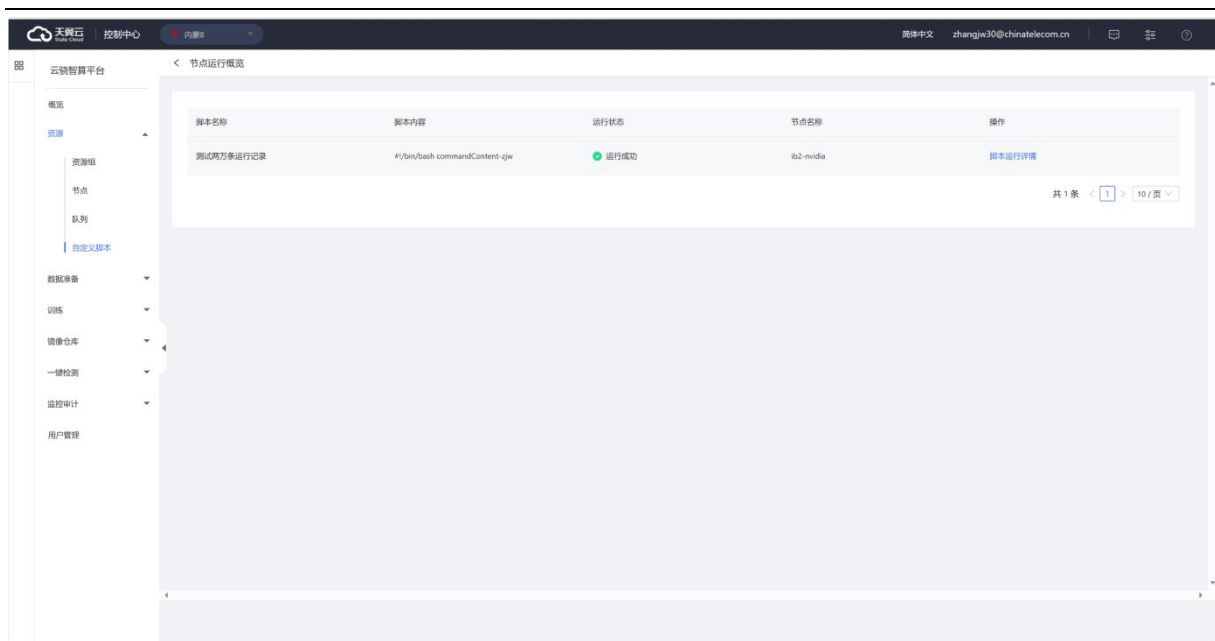 天翼云 控制中心 内蒙6 简体中文 zhangjw30@chinatelecom.cn
State Cloud
云骁智算平台
节点运行概览
概览
资源
资源组
节点
队列
自定义脚本
数据准备
训练
镜像仓库
一键检测
监控审计
用户管理
脚本名称 脚本内容 运行状态 节点名称 操作
测试两万条运行记录 #!/bin/bash commandContent-zjw 运行成功 ib2-nvidia 脚本运行详情
共 1 条 < 1 > 10 / 页